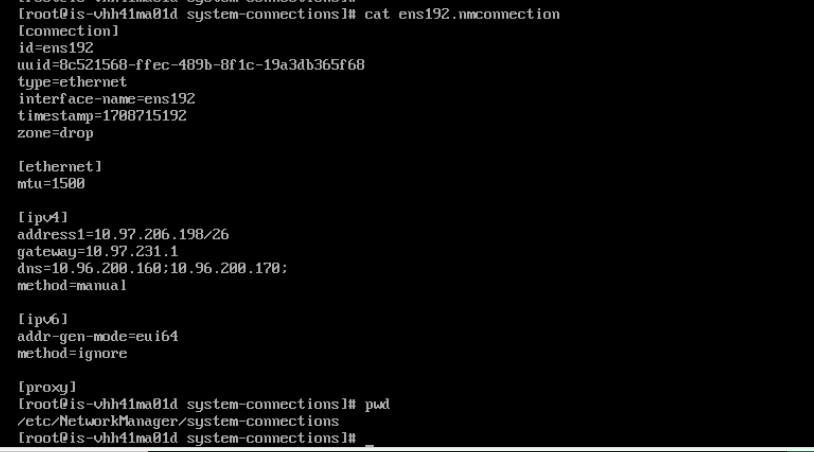 [root@is-vhh41ma01d system-connections]# cat ens192.nmconnection
[connection]
id=ens192
uuid=8c521568-ffec-489b-8f1c-19a3db365f68
type=ethernet
interface-name=ens192
timestamp=1708715192
zone=drop
[ethernet]
mtu=1500
[ipv4]
address1=10.97.206.198/26
gateway=10.97.231.1
dns=10.96.200.160;10.96.200.170;
method=manual
[ipv6]
addr-gen-mode=eui64
method=ignore
[proxy]
[root@is-vhh41ma01d system-connections]# pwd
/etc/NetworkManager/system-connections
[root@is-vhh41ma01d system-connections]# _